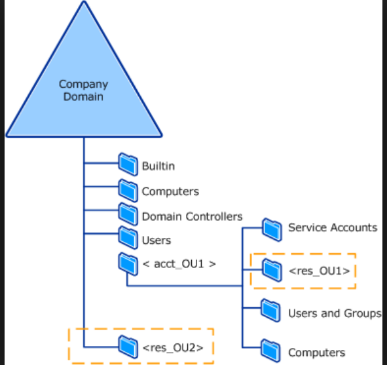 Company
Domain
Builtin
Computers
Domain Controllers
Users
< acct_OU1 >
Service Accounts
<res_OU1>
Users and Groups
<res_OU2>
Computers